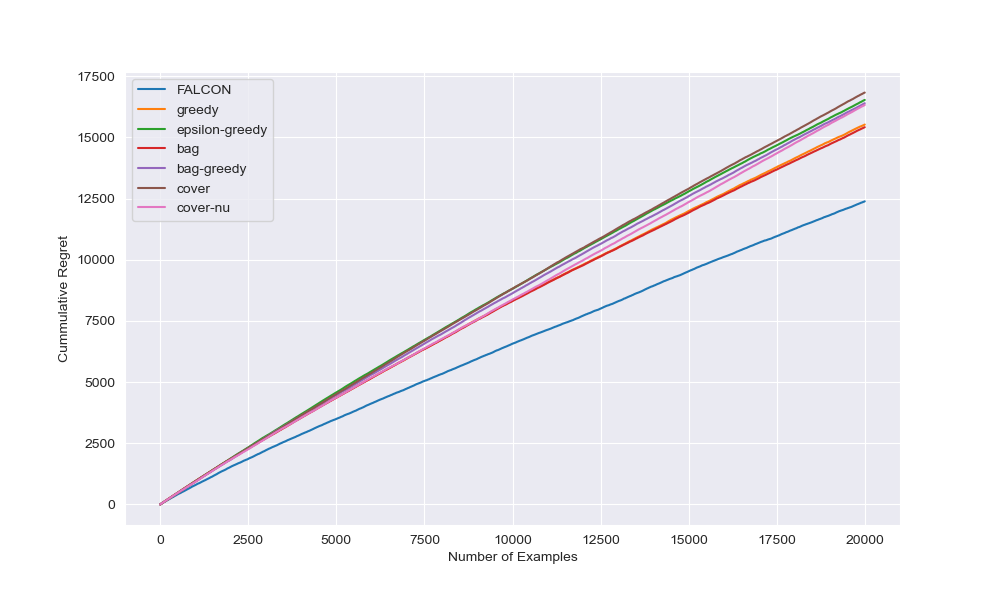 17500
15000
12500
10000
7500
5000
2500
0
Cummulative Regret
FALCON
greedy
epsilon-greedy
bag
bag-greedy
cover
cover-nu
0 2500 5000 7500 10000 12500 15000 17500 20000
Number of Examples